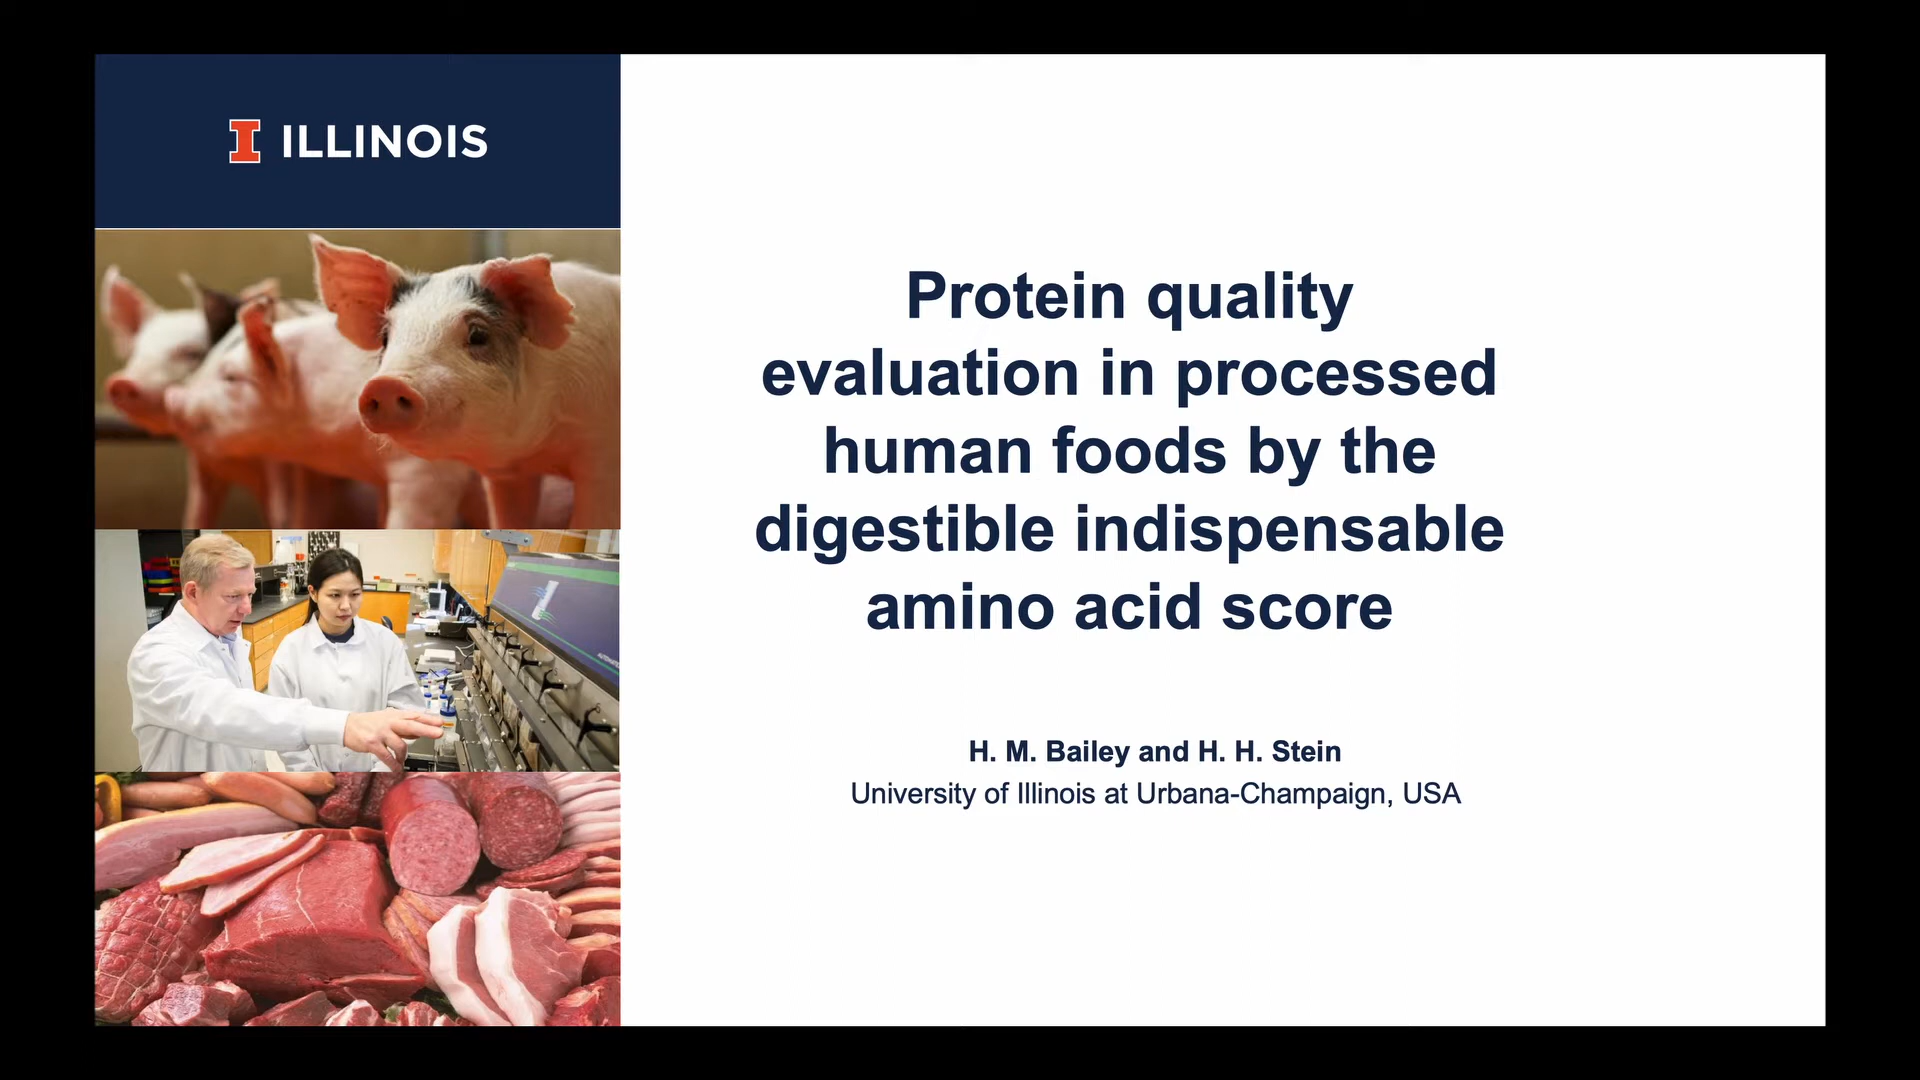 I ILLINOIS
Protein quality
evaluation in processed
human foods by the
digestible indispensable
amino acid score
H. M. Bailey and H. H. Stein
University of Illinois at Urbana-Champaign, USA